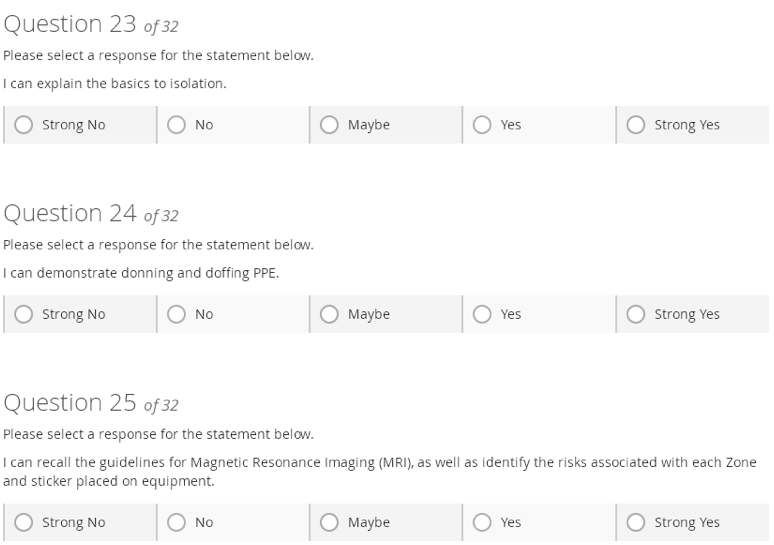 Question 23 of 32
Please select a response for the statement below.
I can explain the basics to isolation.
Strong No No Maybe Yes Strong Yes
Question 24 of 32
Please select a response for the statement below.
I can demonstrate donning and doffing PPE.
Strong No No Maybe Yes Strong Yes
Question 25 of 32
Please select a response for the statement below.
I can recall the guidelines for Magnetic Resonance Imaging (MRI), as well as identify the risks associated with each Zone
and sticker placed on equipment.
Strong No No Maybe Yes Strong Yes